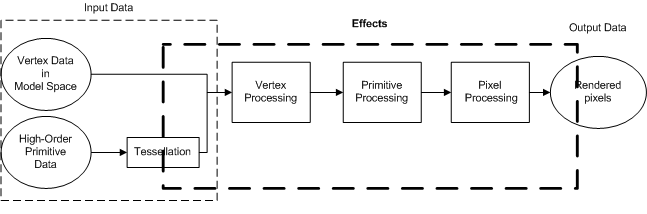 Input Data
Effects
Output Data
Vertex Data
in
Model Space
High-Order
Primitive
Data
Tessellation
Vertex
Processing
Primitive
Processing
Pixel
Processing
Rendered
pixels